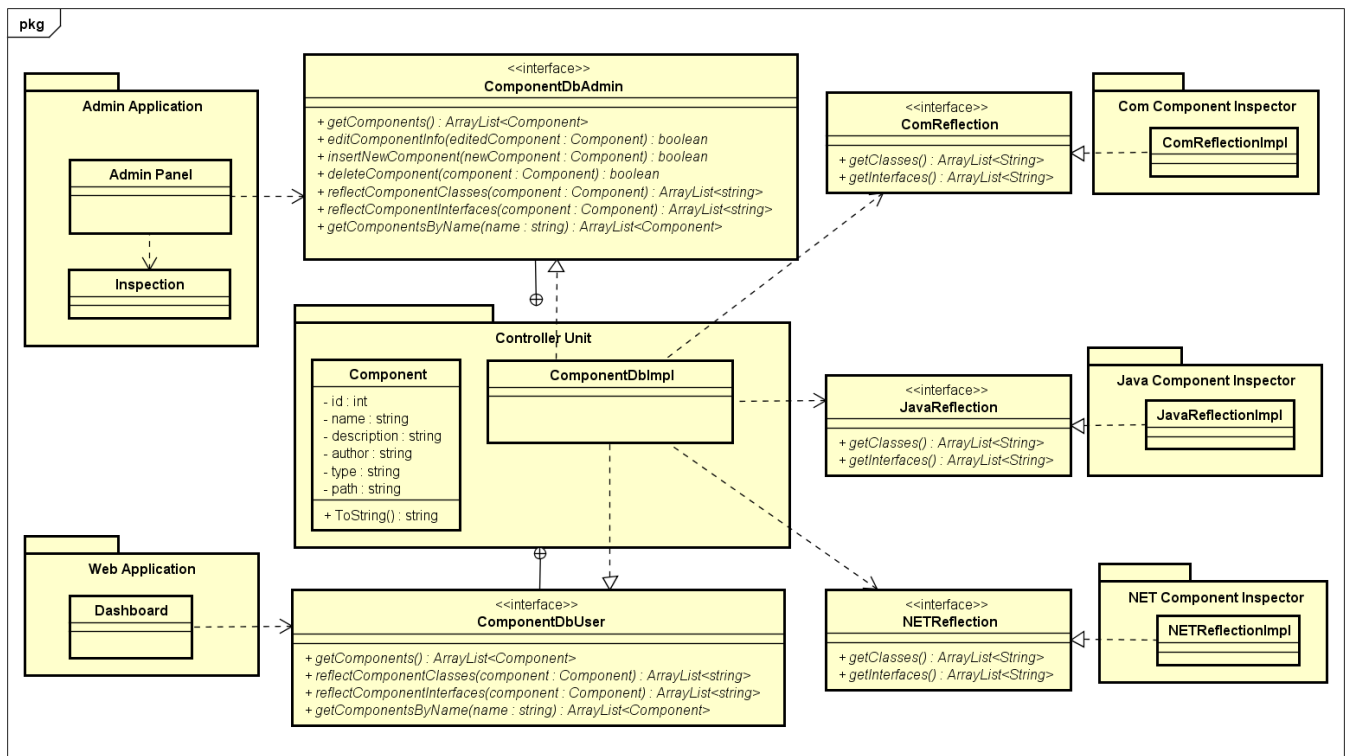 pkg
Admin Application
Admin Panel
Inspection
<<interface>>
ComponentDbAdmin
+ getComponents() : ArrayList<Component>
+ editComponentInfo(editedComponent : Component) : boolean
+ insertNewComponent(newComponent : Component) : boolean
+ deleteComponent(component : Component) : boolean
+ reflectComponentClasses(component : Component) : ArrayList<string>
+ reflectComponentInterfaces(component : Component) : ArrayList<string>
+ getComponentsByName(name : string) : ArrayList<Component>
<<interface>>
ComReflection
+ getClasses() : ArrayList<String>
+ getInterfaces() : ArrayList<String>
Com Component Inspector
ComReflectionImpl
Controller Unit
Component
- id : int
- name : string
- description : string
- author : string
- type : string
- path : string
+ ToString() : string
ComponentDbImpl
<<interface>>
JavaReflection
+ getClasses() : ArrayList<String>
+ getInterfaces() : ArrayList<String>
Java Component Inspector
JavaReflectionImpl
Web Application
Dashboard
<<interface>>
ComponentDbUser
+ getComponents() : ArrayList<Component>
+ reflectComponentClasses(component : Component) : ArrayList<string>
+ reflectComponentInterfaces(component : Component) : ArrayList<string>
+ getComponentsByName(name : string) : ArrayList<Component>
<<interface>>
NETReflection
+ getClasses() : ArrayList<String>
+ getInterfaces() : ArrayList<String>
NET Component Inspector
NETReflectionImpl